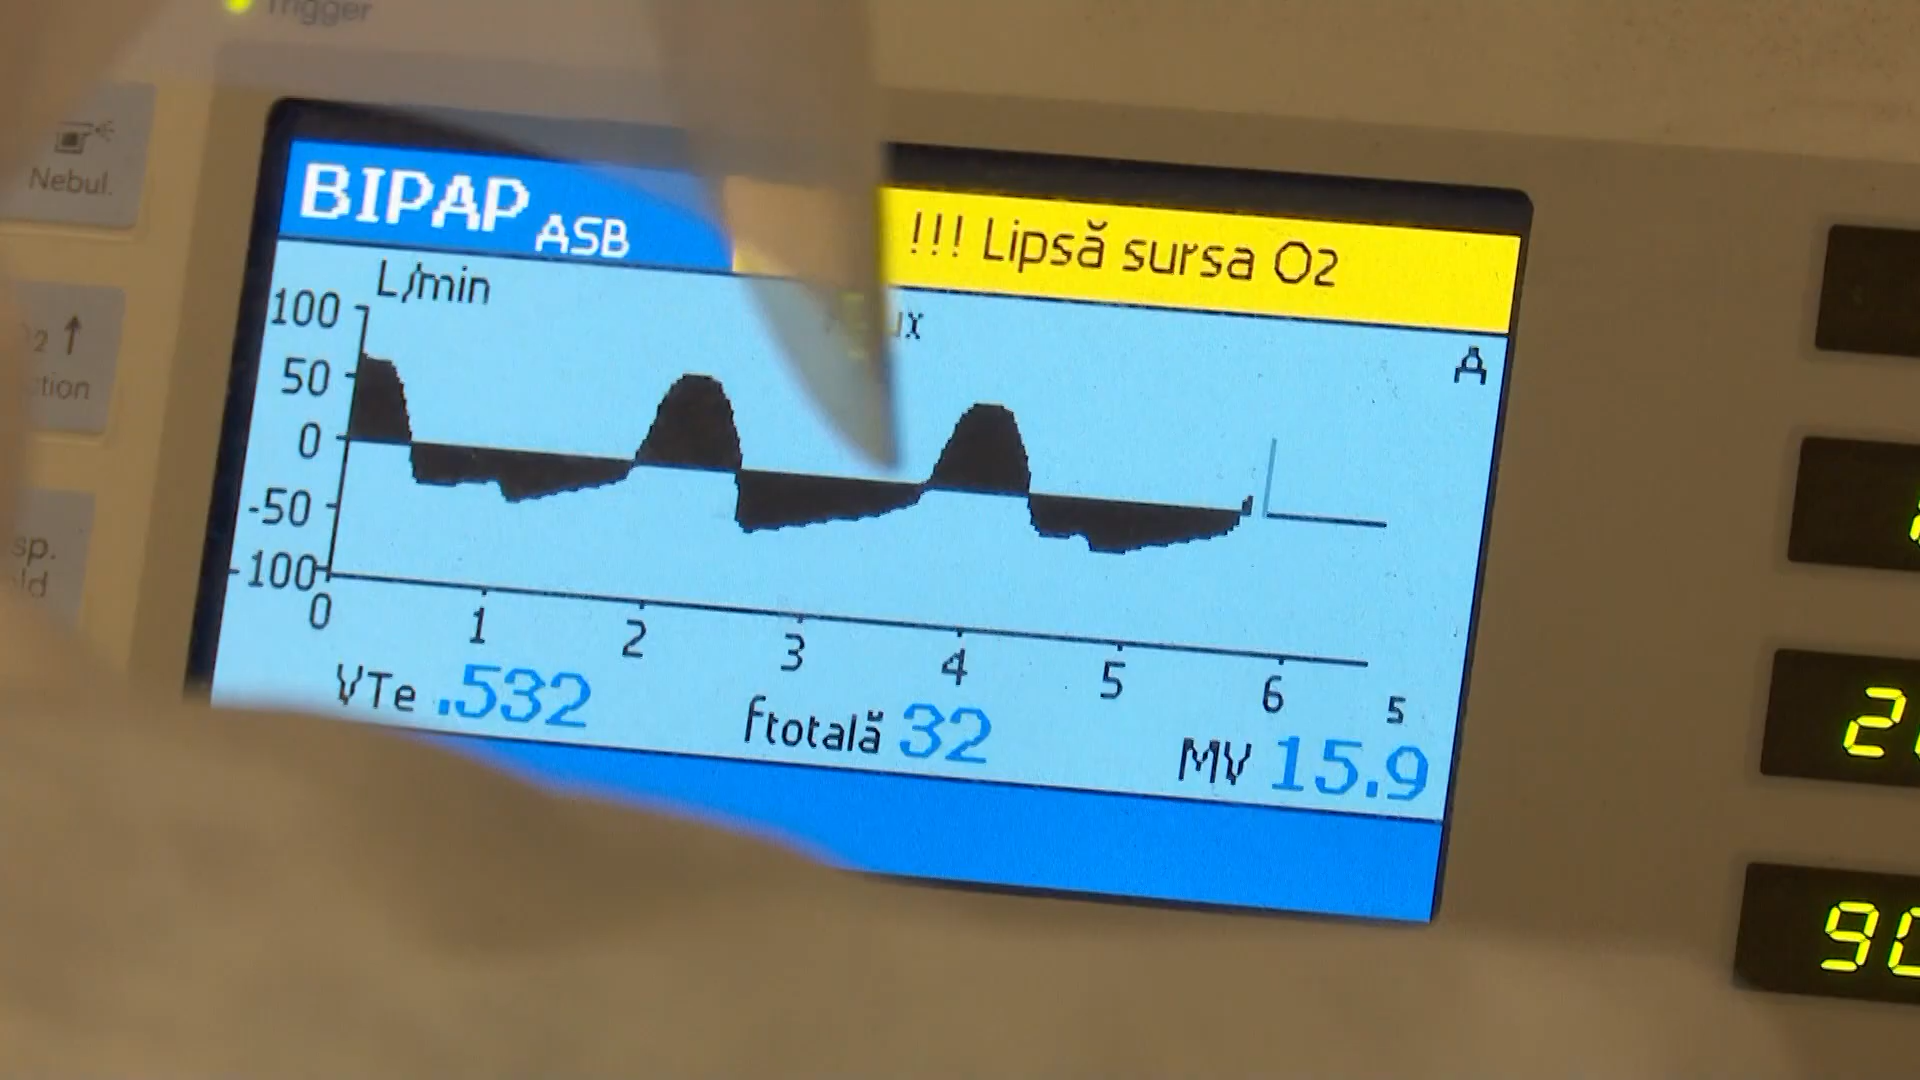 Trigger
Nebul.
BIPAP ASB
!!! Lipsă sursa O2
L/min
A
100
50
0
-50
-100
0 1 2 3 4 5 6 s
VTe .532 ftotală 32 MV 15.9
90